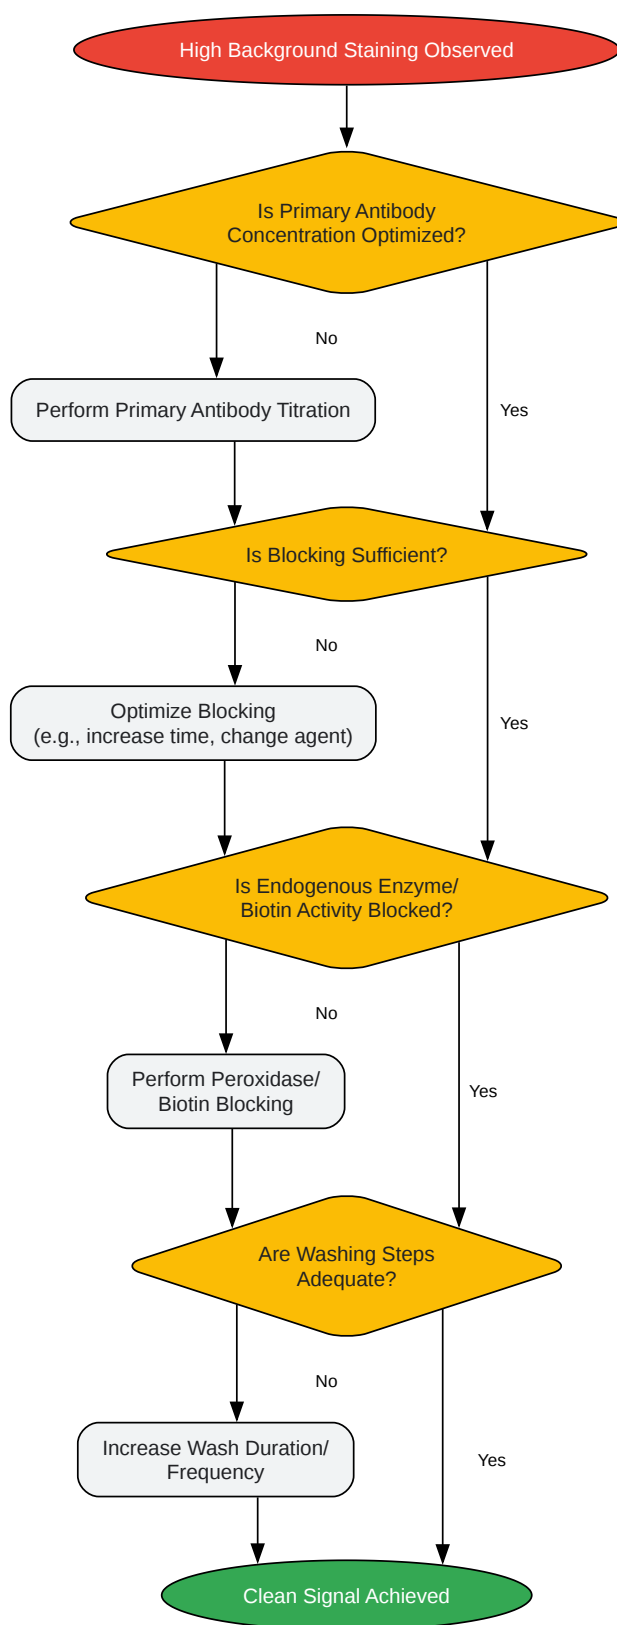 High Background Staining Observed
Is Primary Antibody
Concentration Optimized?
No
Perform Primary Antibody Titration
Yes
Is Blocking Sufficient?
No
Optimize Blocking
(e.g., increase time, change agent)
Yes
Is Endogenous Enzyme/
Biotin Activity Blocked?
No
Perform Peroxidase/
Biotin Blocking
Yes
Are Washing Steps
Adequate?
No
Increase Wash Duration/
Frequency
Yes
Clean Signal Achieved